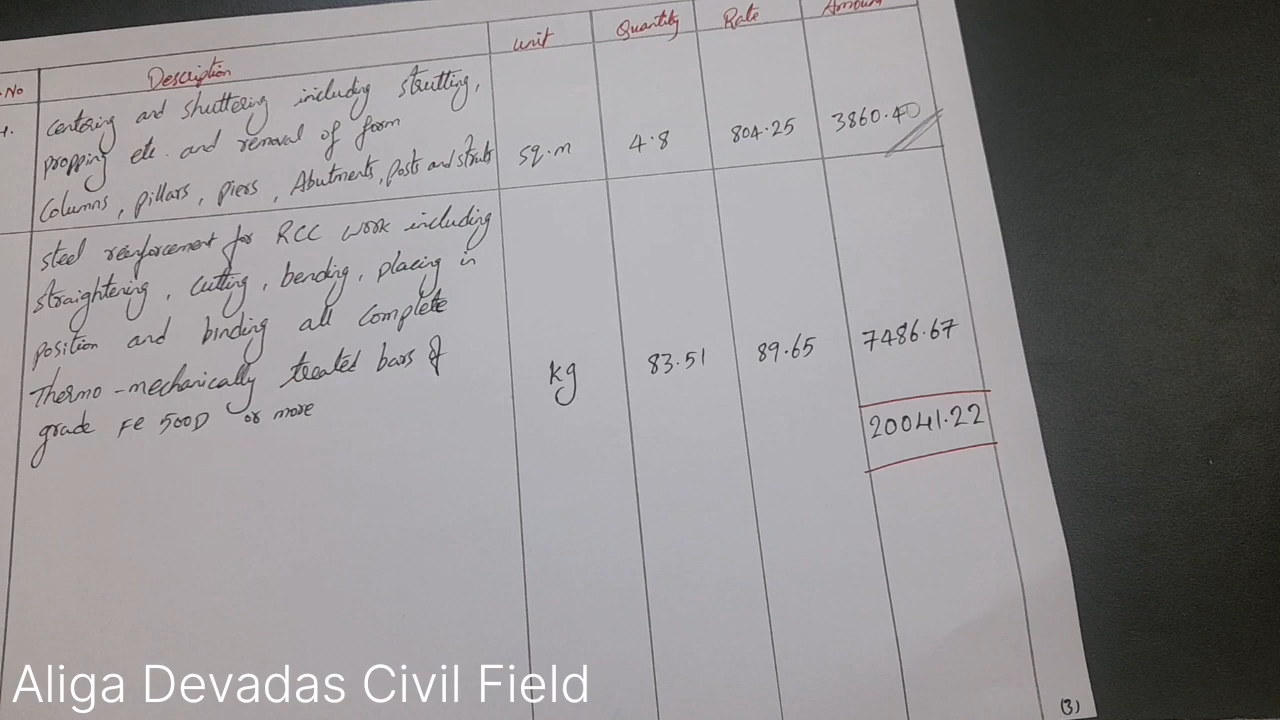 .No Description Unit Quantity Rate Amount
centering and shuttering inicluding strutting,
propping etc. and removal of form
Columns, pillars, piers, Abutments, posts and struts
sq.m 4.8 804.25 3860.40
steel reinforcement for RCC work including
straightening, cutting, bending, placing in
position and binding all complete
Thermo-mechanically treated bars of
grade Fe 500D or more
kg 83.51 89.65 7486.67
20041.22
(3)
Aliga Devadas Civil Field